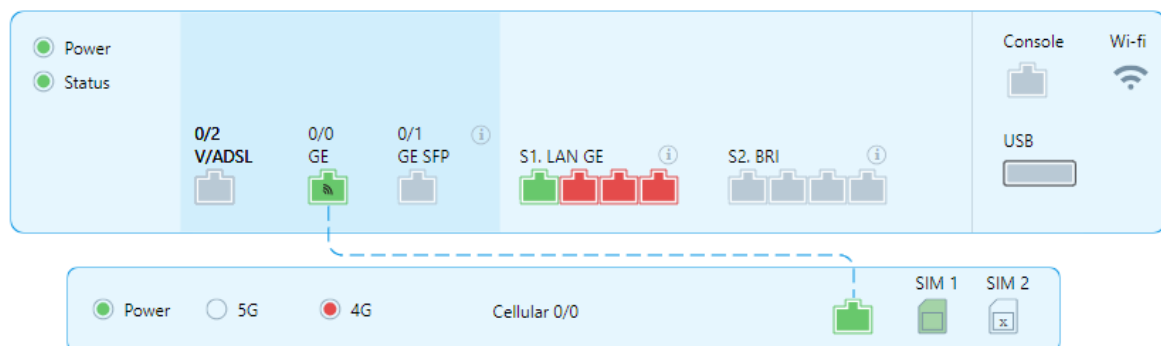 Power
Status
0/2
V/ADSL
0/0
GE
0/1
GE SFP
S1. LAN GE
S2. BRI
Console
Wi-fi
USB
Power
5G
4G
Cellular 0/0
SIM 1
SIM 2
x